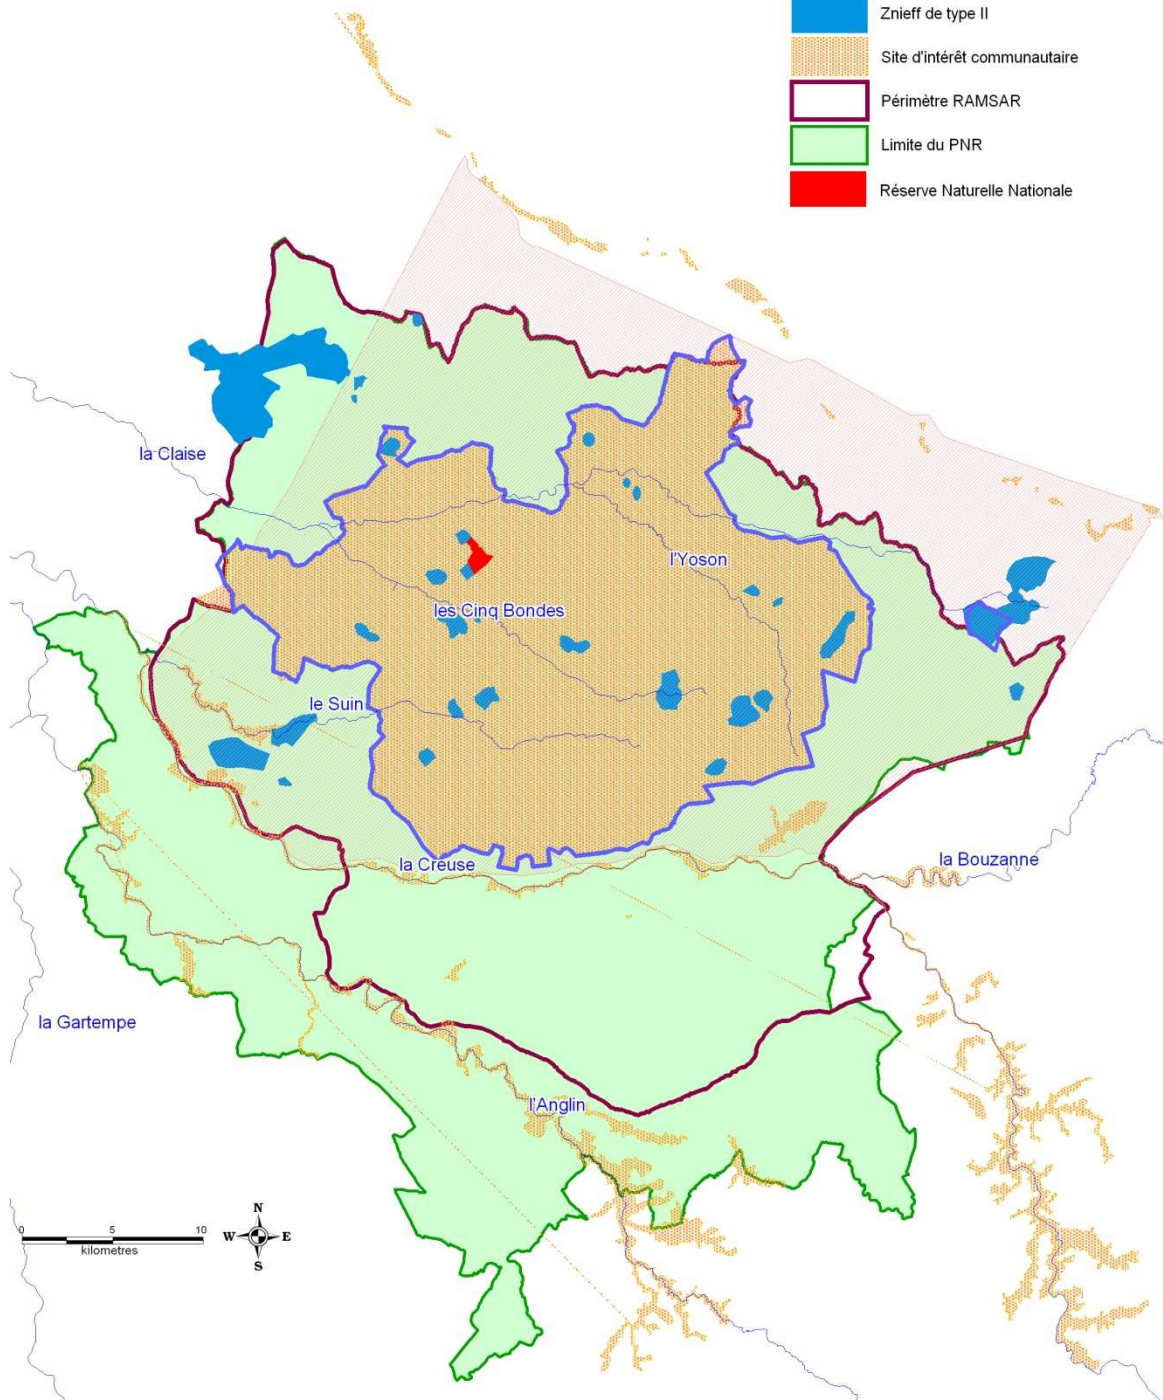 Znieff de type II
Site d'intérêt communautaire
Périmètre RAMSAR
Limite du PNR
Réserve Naturelle Nationale
la Claise
l'Yoson
les Cinq Bondes
le Suin
la Creuse
la Bouzanne
la Gartempe
l'Anglin
0 5 10
kilometres
N
W E
S